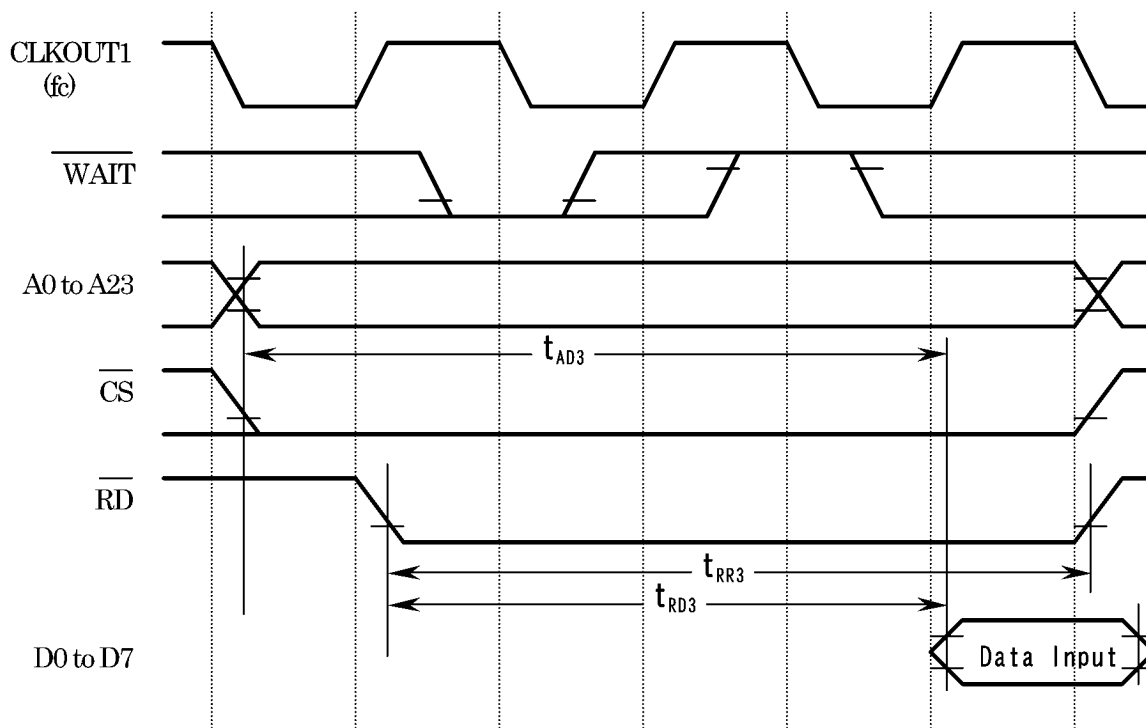 CLKOUT1
(fc)
WAIT
A0 to A23
tAD3
CS
RD
tRR3
tRD3
D0 to D7
Data Input